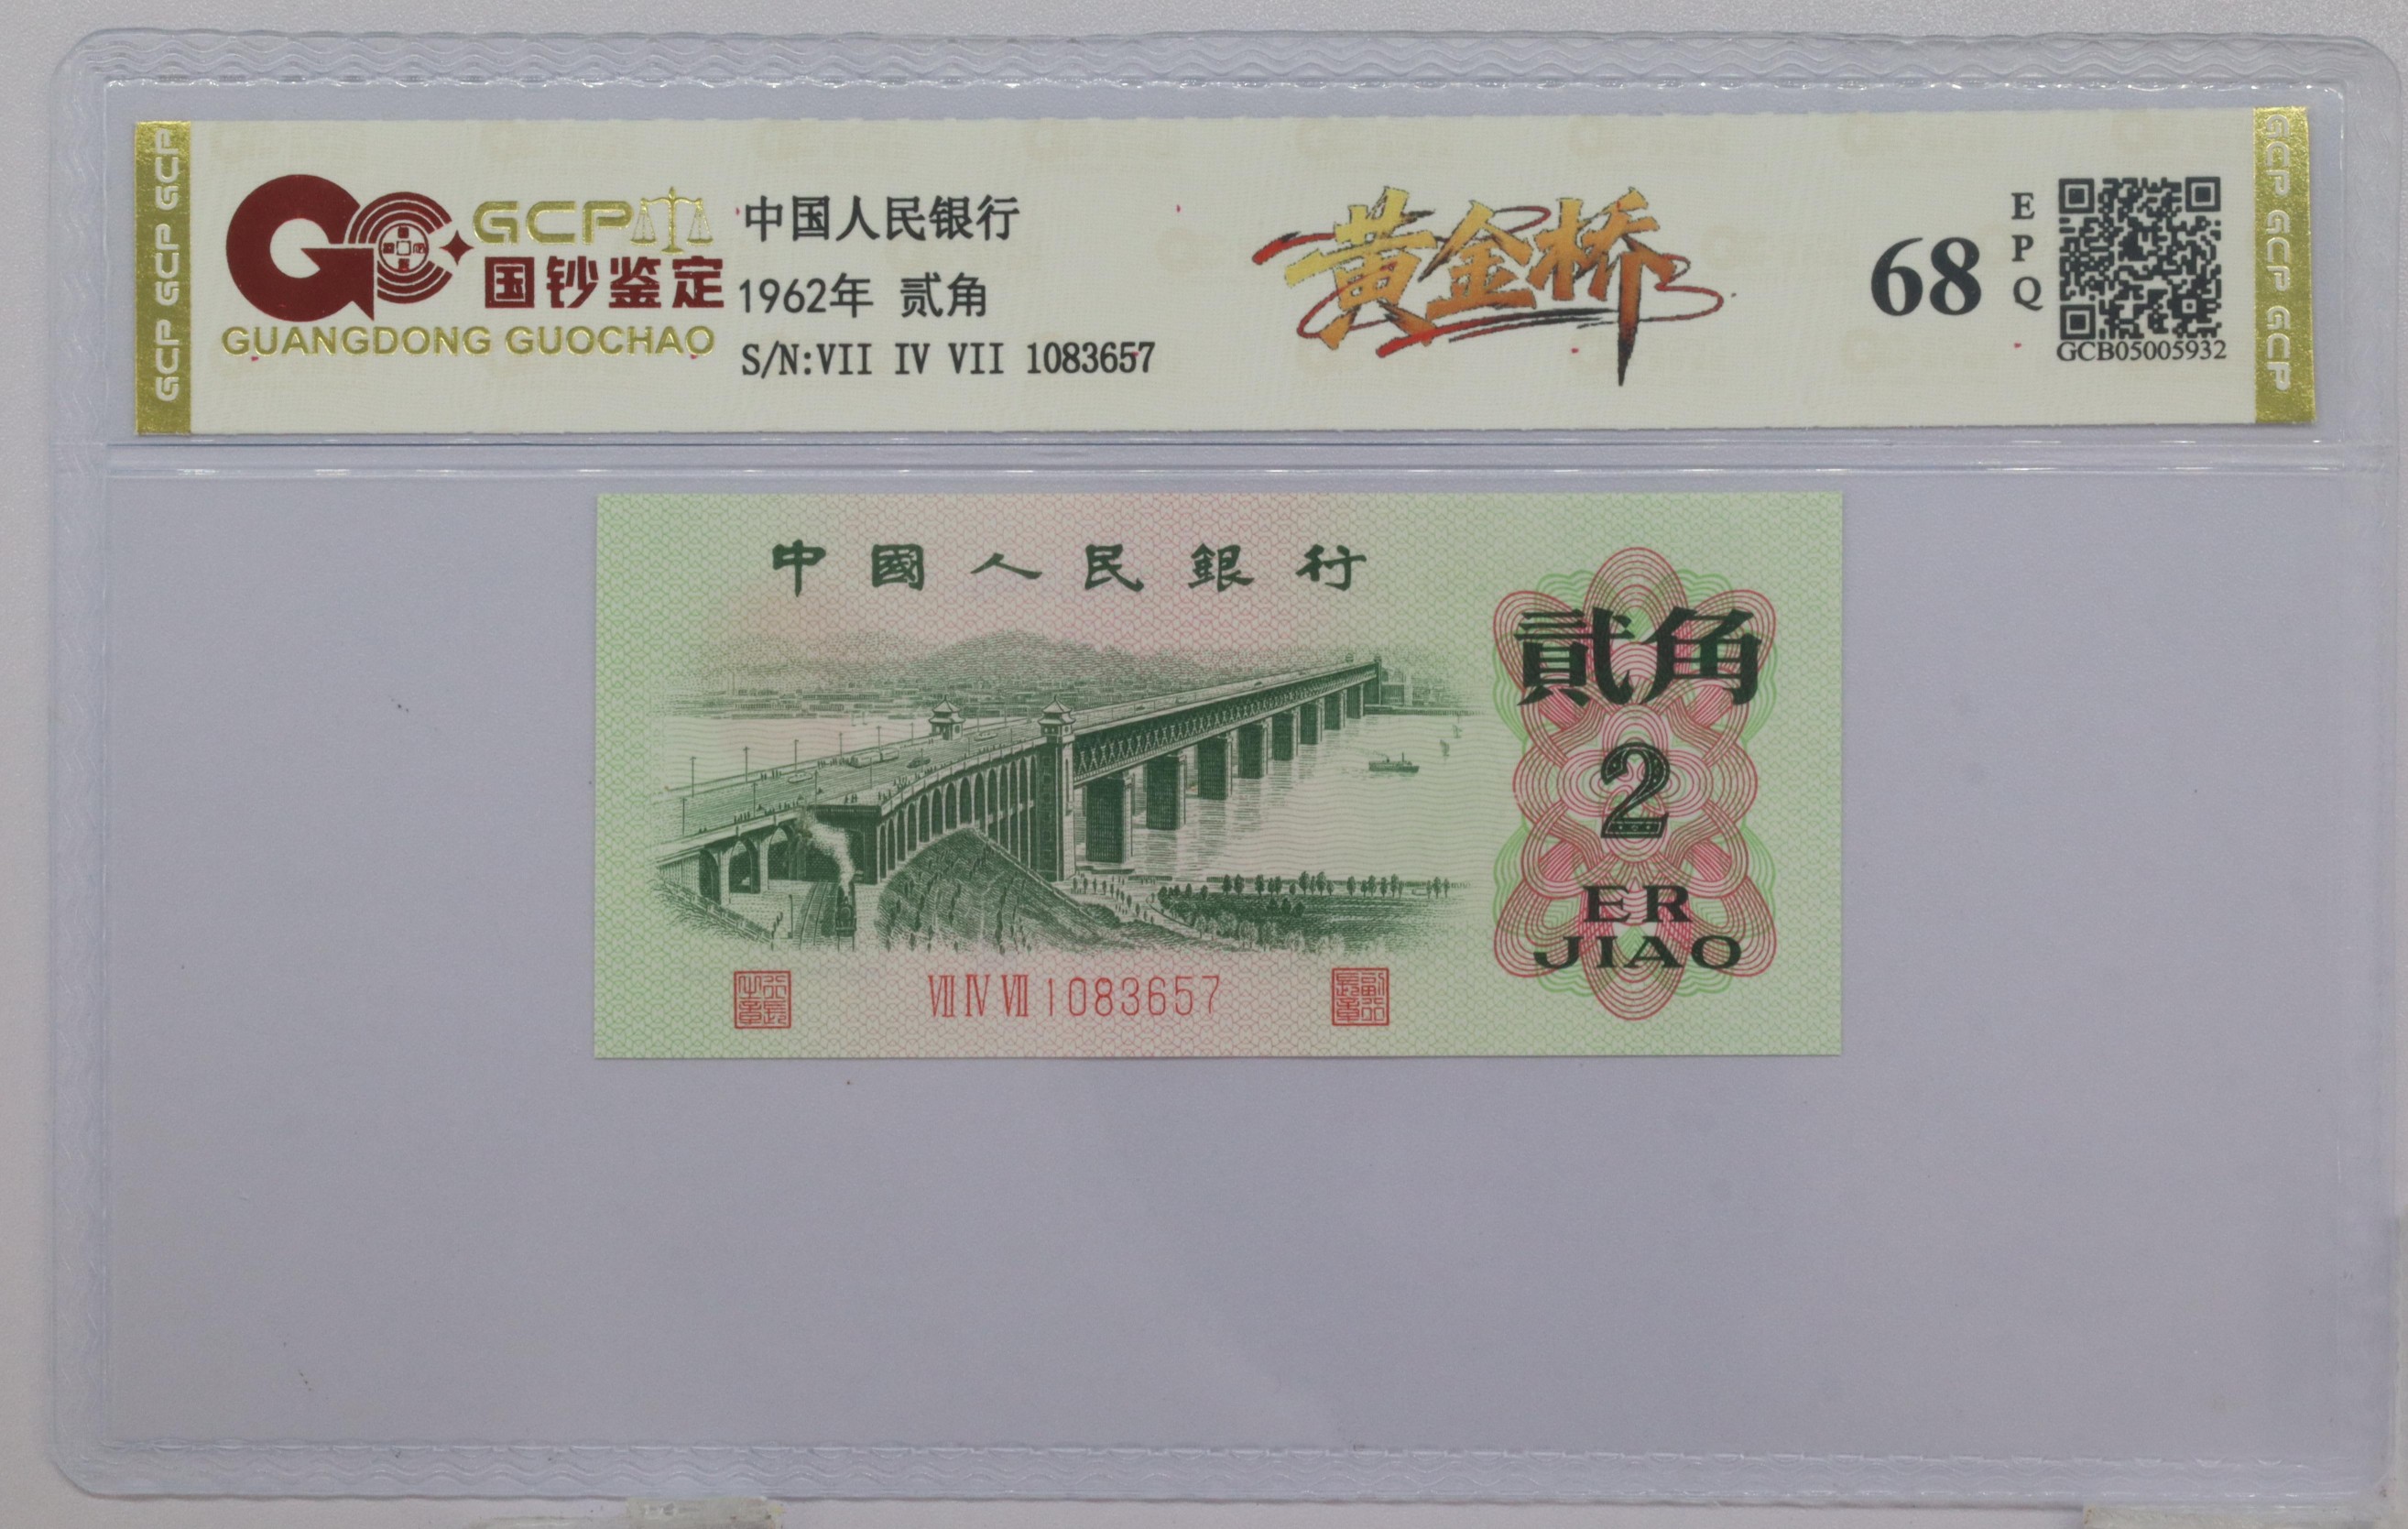 GCP GCP GCP
GCP
国钞鉴定
GUANGDONG GUOCHAO
中国人民银行
1962年 贰角
S/N:VII IV VII 1083657
黄金桥
68
EPQ
GCB05005932
GCP GCP GCP
中國人民銀行
貳角
2
ER
JIAO
VII IV VII 1083657